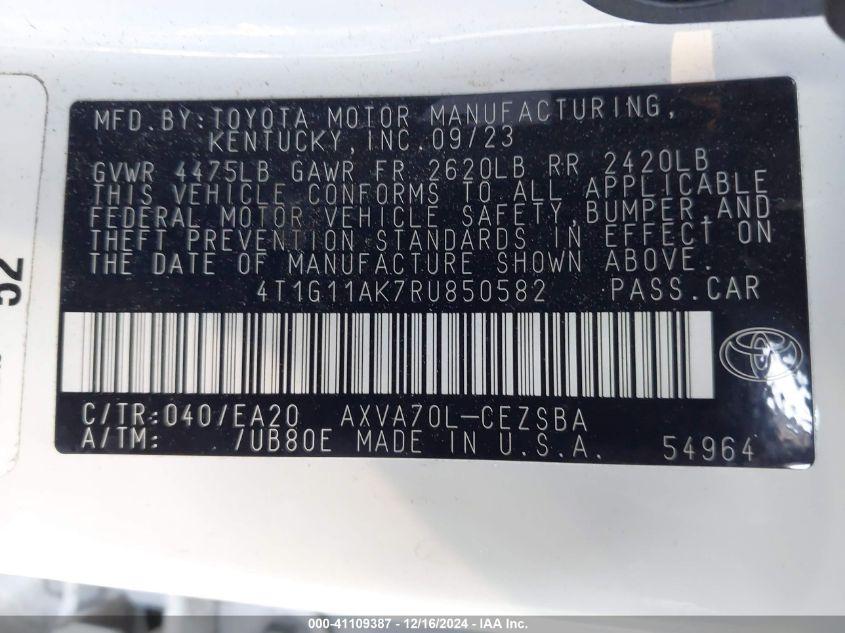 MFD.BY:TOYOTA MOTOR MANUFACTURING,
KENTUCKY,INC.09/23
GVWR 4475LB GAWR FR 2620LB RR 2420LB
THIS VEHICLE CONFORMS TO ALL APPLICABLE
FEDERAL MOTOR VEHICLE SAFETY,BUMPER,AND
THEFT PREVENTION STANDARDS IN EFFECT ON
THE DATE OF MANUFACTURE SHOWN ABOVE.
4T1G11AK7RU850582 PASS.CAR
C/TR:040/EA20 AXVA70L-CEZSBA
A/TM: /UB80E MADE IN U.S.A. 54964
52
000-41109387 - 12/16/2024 - IAA Inc.